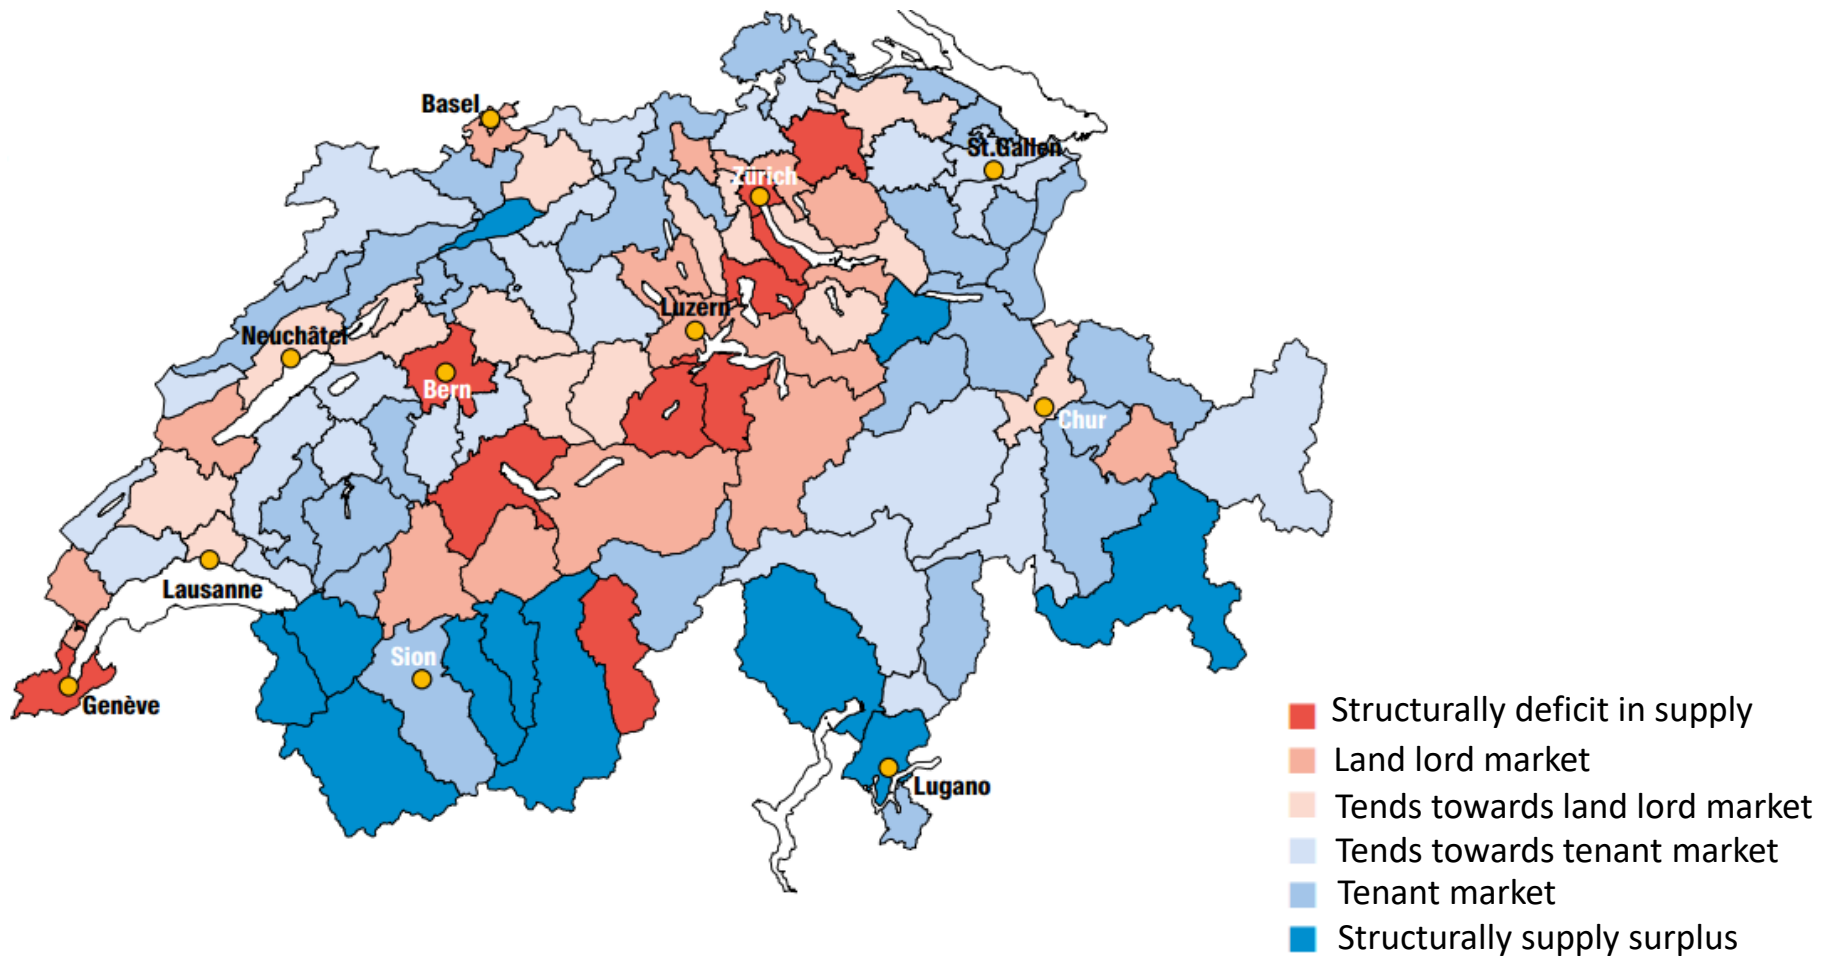 Basel
St.Gallen
Zürich
Luzern
Neuchâtel
Bern
Chur
Lausanne
Sion
Genève
Lugano
Structurally deficit in supply
Land lord market
Tends towards land lord market
Tends towards tenant market
Tenant market
Structurally supply surplus